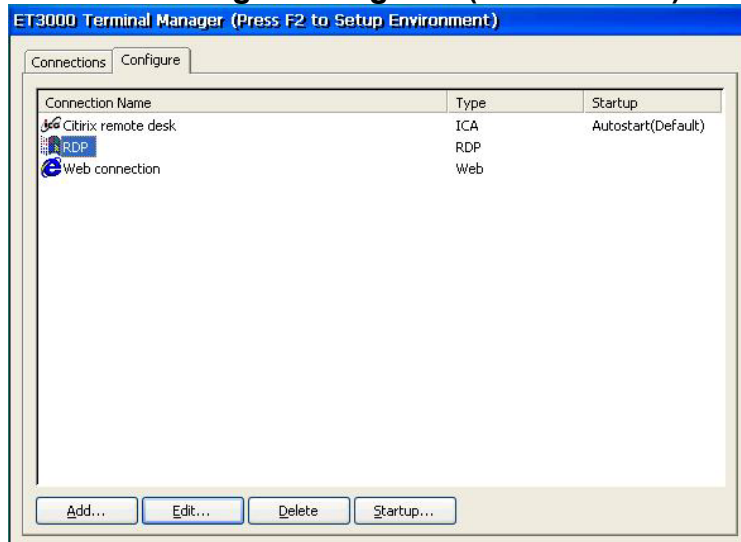 ET3000 Terminal Manager (Press F2 to Setup Environment)
Connections Configure
Connection Name Type Startup
Citirix remote desk ICA Autostart(Default)
RDP RDP
Web connection Web
Add... Edit... Delete Startup...